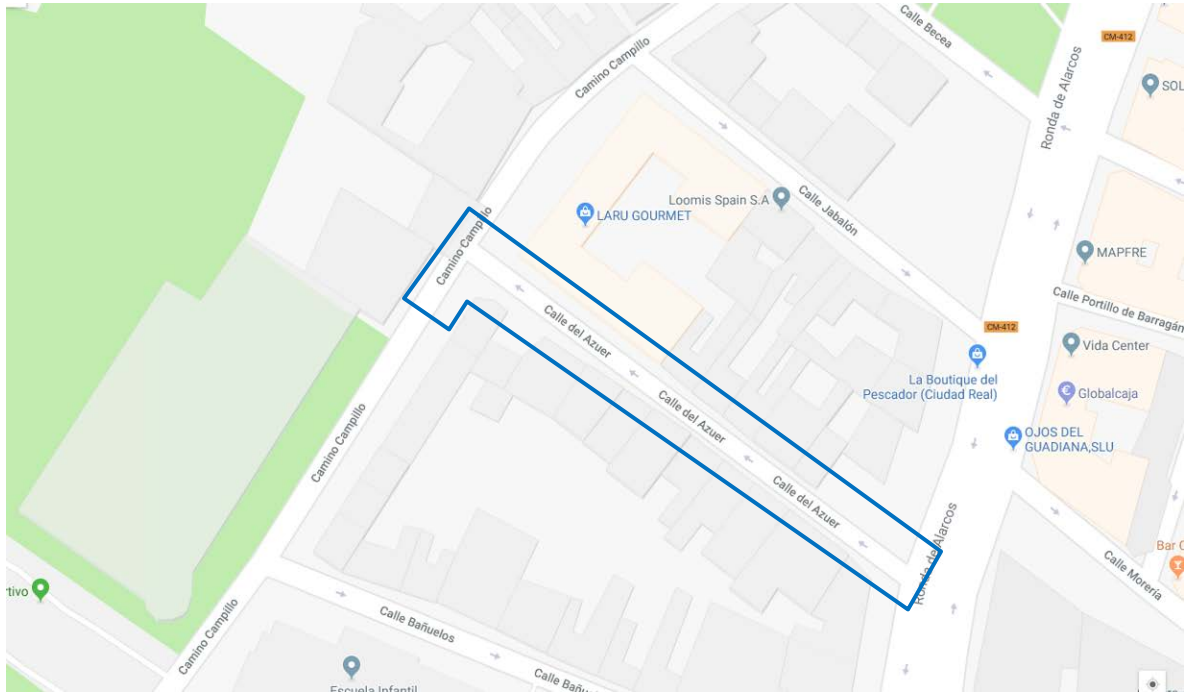 Calle Becea
CM-412
Ronda de Alarcos
SOL
Camino Campillo
Loomis Spain S.A
Calle Jabalón
LARU GOURMET
Camino Campillo
MAPFRE
Calle Portillo de Barragán
Calle del Azuer
CM-412
Vida Center
La Boutique del
Pescador (Ciudad Real)
Globalcaja
Calle del Azuer
Camino Campillo
OJOS DEL
GUADIANA,SLU
Calle del Azuer
Ronda de Alarcos
Bar
Calle Morería
rtivo
Calle Bañuelos
Camino Campillo
Calle Bañu
Escuela Infantil